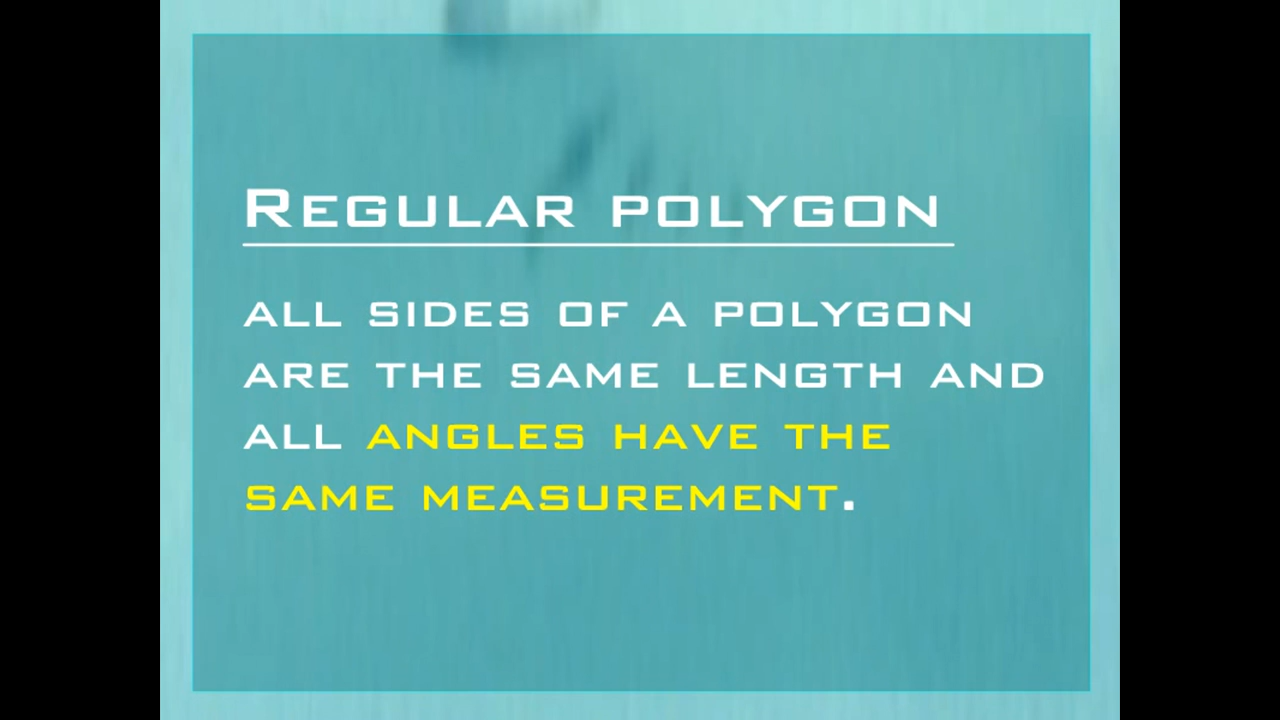 REGULAR POLYGON
ALL SIDES OF A POLYGON
ARE THE SAME LENGTH AND
ALL ANGLES HAVE THE
SAME MEASUREMENT.